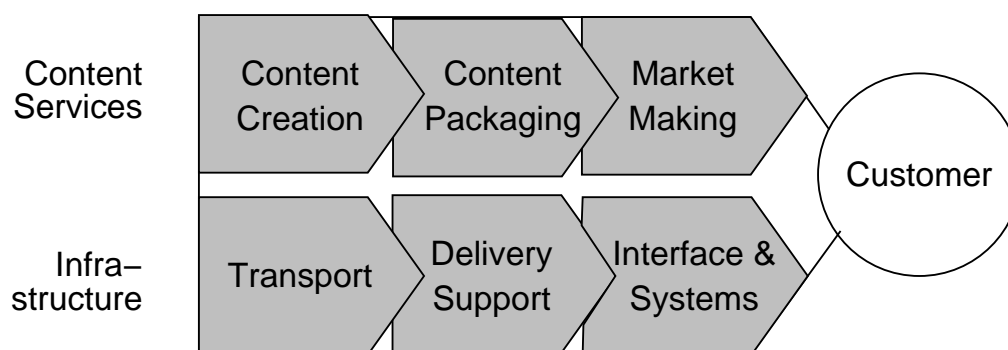 Content
Services
Content
Creation
Content
Packaging
Market
Making
Customer
Infra–
structure
Transport
Delivery
Support
Interface &
Systems